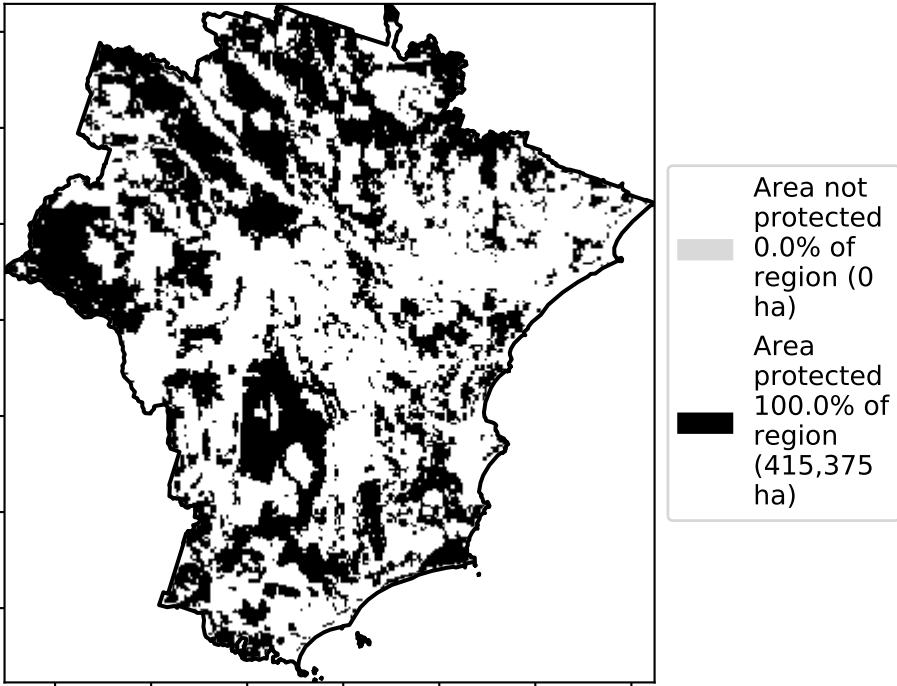 Area not
protected
0.0% of
region (0
ha)
Area
protected
100.0% of
region
(415,375
ha)